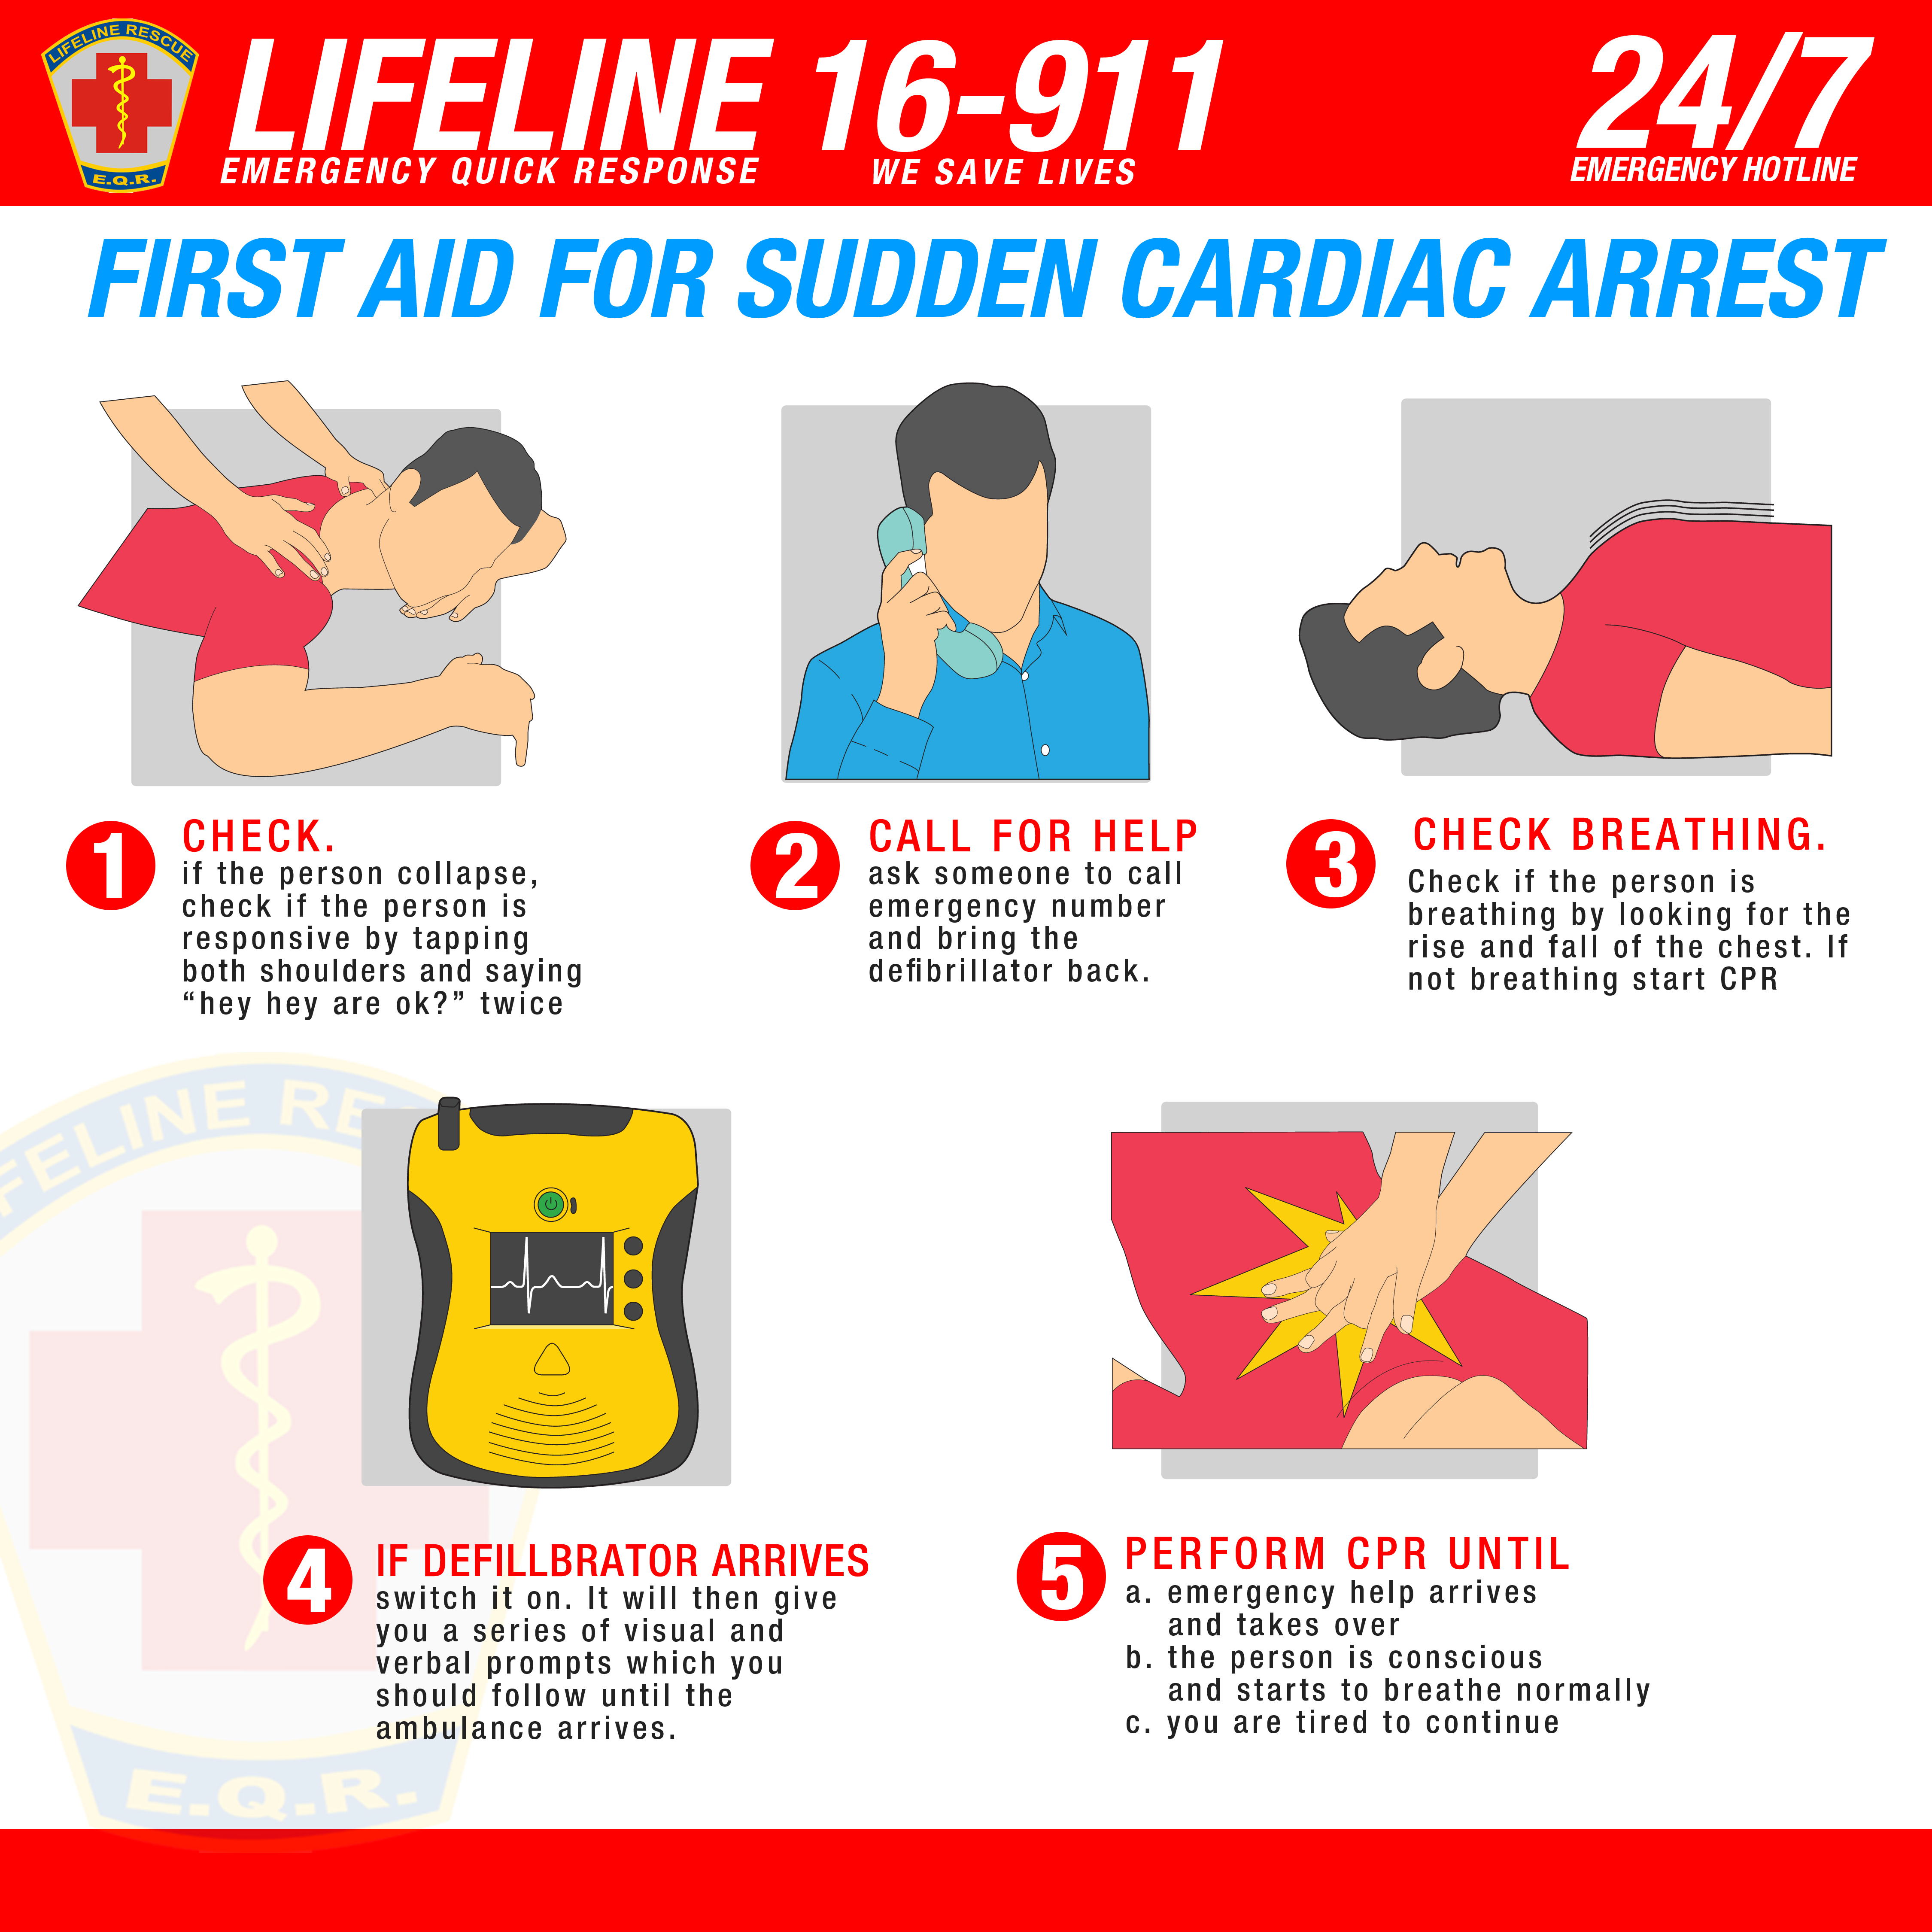 LIFELINE RESCUE
E.Q.R.
LIFELINE 16-911
EMERGENCY QUICK RESPONSE
WE SAVE LIVES
24/7
EMERGENCY HOTLINE
FIRST AID FOR SUDDEN CARDIAC ARREST
1
CHECK.
if the person collapse,
check if the person is
responsive by tapping
both shoulders and saying
“hey hey are ok?” twice
2
CALL FOR HELP
ask someone to call
emergency number
and bring the
defibrillator back.
3
CHECK BREATHING.
Check if the person is
breathing by looking for the
rise and fall of the chest. If
not breathing start CPR
4
IF DEFILLBRATOR ARRIVES
switch it on. It will then give
you a series of visual and
verbal prompts which you
should follow until the
ambulance arrives.
5
PERFORM CPR UNTIL
a. emergency help arrives
and takes over
b. the person is conscious
and starts to breathe normally
c. you are tired to continue
E.Q.R.